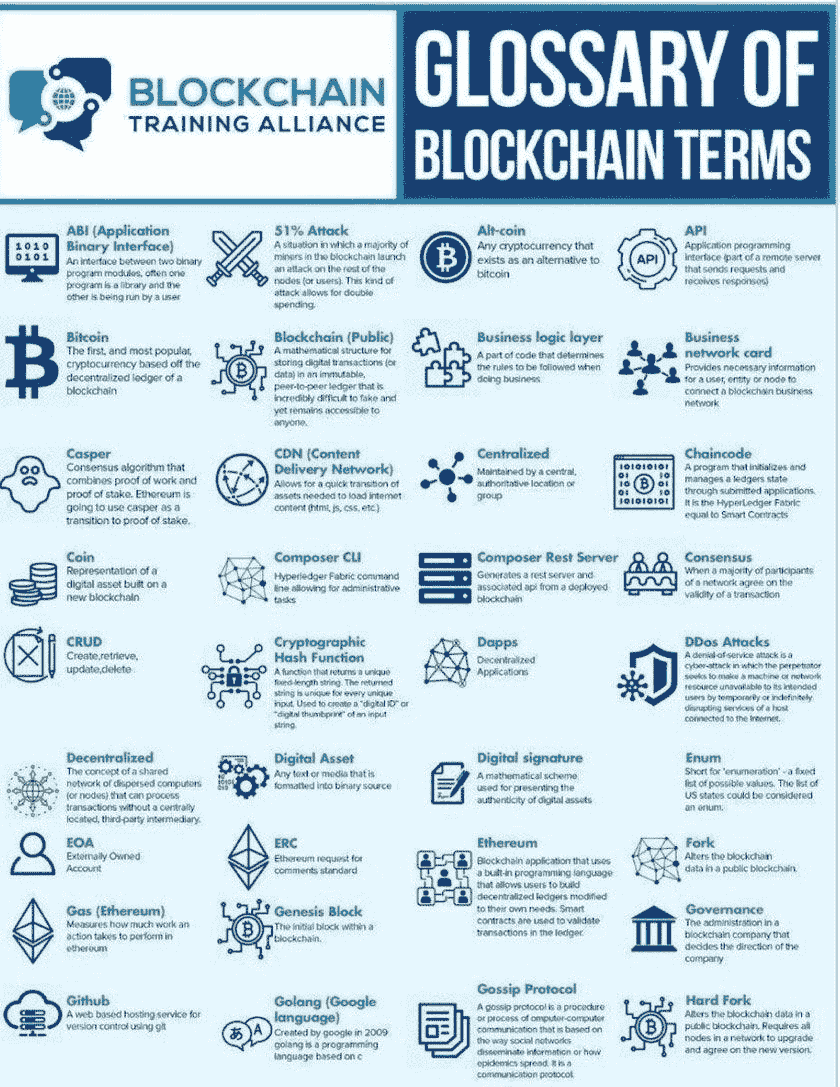 BLOCKCHAIN
TRAINING ALLIANCE
GLOSSARY OF
BLOCKCHAIN TERMS
ABI (Application
Binary Interface)
An interface between two binary
program modules, often one
program is a library and the
other is being run by a user
51% Attack
A situation in which a majority of
miners in the blockchain launch
an attack on the rest of the
nodes (or users). This kind of
attack allows for double
spending.
Alt-coin
Any cryptocurrency that
exists as an alternative to
bitcoin
API
API
Application programming
interface (part of a remote server
that sends requests and
receives responses)
1010
0101
Bitcoin
The first, and most popular,
cryptocurrency based off the
decentralized ledger of a
blockchain
Blockchain (Public)
A mathematical structure for
storing digital transactions (or
data) in an immutable,
peer-to-peer ledger that is
incredibly difficult to fake and
yet remains accessible to
anyone.
Business logic layer
A part of code that determines
the rules to be followed when
doing business
Business
network card
Provides necessary information
for a user, entity or node to
connect a blockchain business
network
Casper
Consensus algorithm that
combines proof of work and
proof of stake. Ethereum is
going to use casper as a
transition to proof of stake.
CDN (Content
Delivery Network)
Allows for a quick transition of
assets needed to load internet
content (html, js, css, etc.)
Centralized
Maintained by a central,
authoritative location or
group
Chaincode
A program that initializes and
manages a ledgers state
through submitted applications.
It is the HyperLedger Fabric
equal to Smart Contracts
Coin
Representation of a
digital asset built on a
new blockchain
Composer CLI
Hyperledger Fabric command
line allowing for administrative
tasks
Composer Rest Server
Generates a rest server and
associated api from a deployed
blockchain
Consensus
When a majority of participants
of a network agree on the
validity of a transaction
CRUD
Create,retrieve,
update,delete
Cryptographic
Hash Function
A function that returns a unique
fixed-length string. The returned
string is unique for every unique
input. Used to create a "digital ID" or
"digital thumbprint" of an input
string.
Dapps
Decentralized
Applications
DDos Attacks
A denial-of-service attack is a
cyber-attack in which the perpetrator
seeks to make a machine or network
resource unavailable to its intended
users by temporarily or indefinitely
disrupting services of a host
connected to the Internet.
Decentralized
The concept of a shared
network of dispersed computers
(or nodes) that can process
transactions without a centrally
located, third-party intermediary.
Digital Asset
Any text or media that is
formatted into binary source
Digital signature
A mathematical scheme
used for presenting the
authenticity of digital assets
Enum
Short for 'enumeration' - a fixed
list of possible values. The list of
US states could be considered
an enum.
EOA
Externally Owned
Account
ERC
Ethereum request for
comments standard
Ethereum
Blockchain application that uses
a built-in programming language
that allows users to build
decentralized ledgers modified
to their own needs. Smart
contracts are used to validate
transactions in the ledger.
Fork
Alters the blockchain
data in a public blockchain.
Gas (Ethereum)
Measures how much work an
action takes to perform in
ethereum
Genesis Block
The initial block within a
blockchain.
Governance
The administration in a
blockchain company that
decides the direction of the
company
Github
A web based hosting service for
version control using git
Golang (Google
language)
Created by google in 2009
golang is a programming
language based on c
Gossip Protocol
A gossip protocol is a procedure
or process of omputer-computer
communication that is based on
the way social networks
disseminate information or how
epidemics spread. It is a
communication protocol.
Hard Fork
Alters the blockchain data in a
public blockchain. Requires all
nodes in a network to upgrade
and agree on the new version.